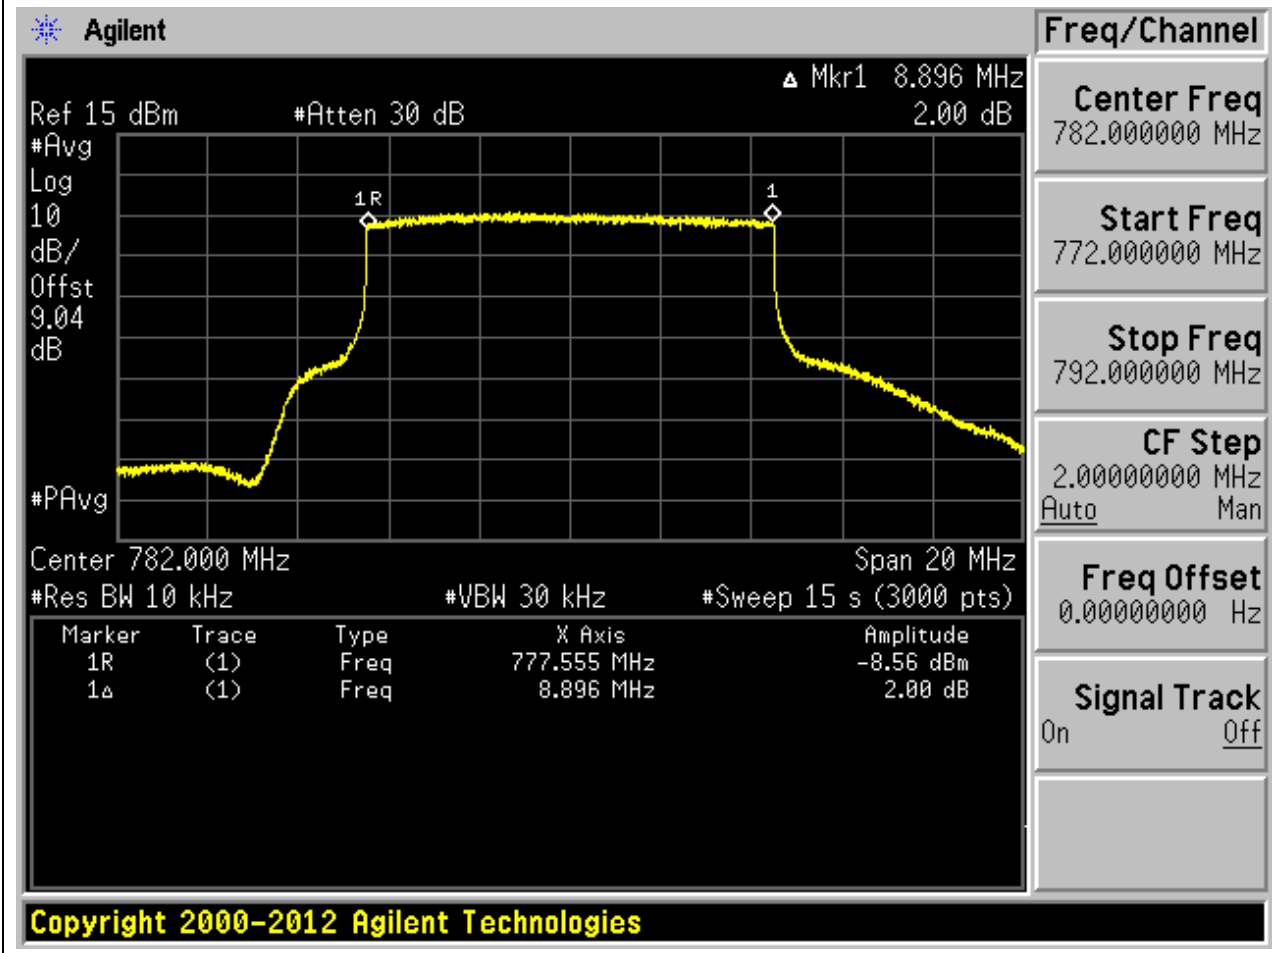 Agilent
Freq/Channel
▵ Mkr1 8.896 MHz
Ref 15 dBm #Atten 30 dB 2.00 dB
#Avg
Log
10
dB/
Offst
9.04
dB
#PAvg
1R
1
Center 782.000 MHz Span 20 MHz
#Res BW 10 kHz #VBW 30 kHz #Sweep 15 s (3000 pts)
Marker Trace Type X Axis Amplitude
1R (1) Freq 777.555 MHz -8.56 dBm
1▵ (1) Freq 8.896 MHz 2.00 dB
Center Freq
782.000000 MHz
Start Freq
772.000000 MHz
Stop Freq
792.000000 MHz
CF Step
2.00000000 MHz
Auto Man
Freq Offset
0.00000000 Hz
Signal Track
On Off
Copyright 2000-2012 Agilent Technologies